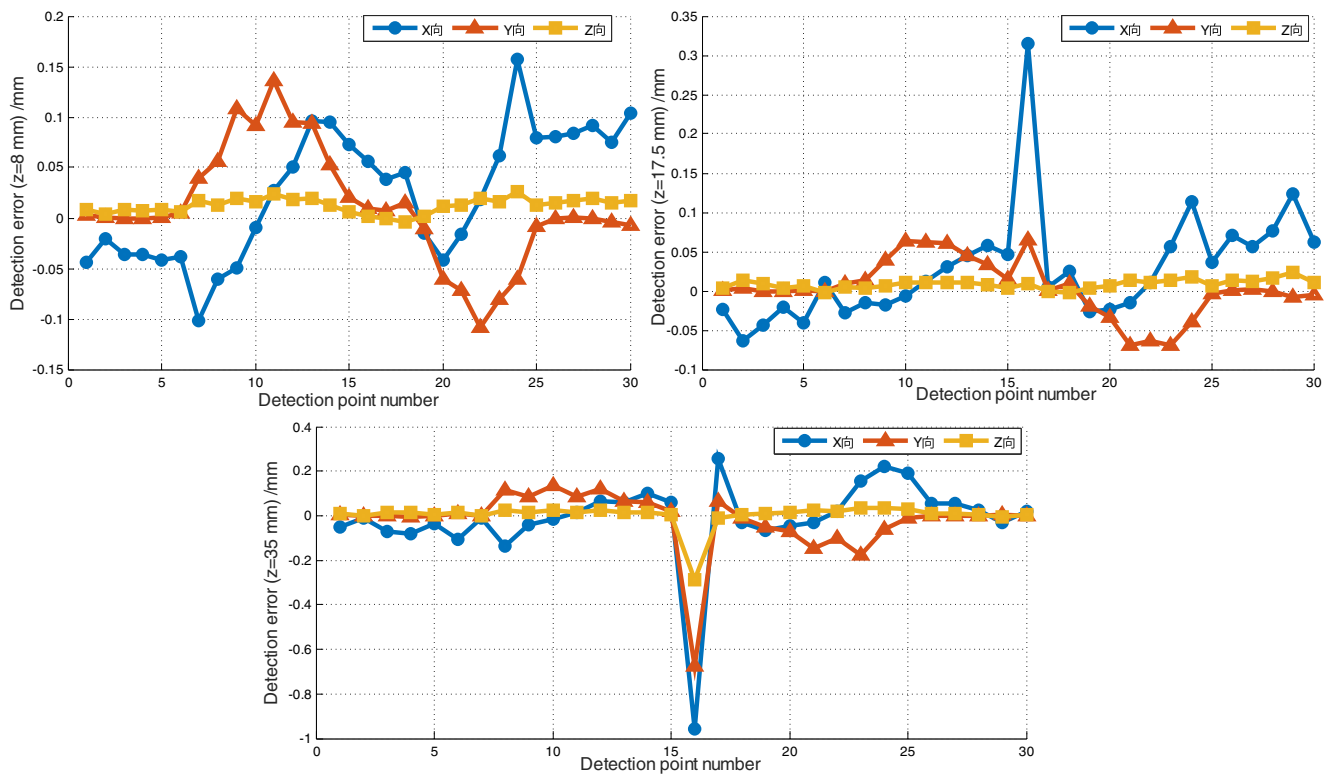 0.2
0.15
0.1
0.05
0
-0.05
-0.1
-0.15
Detection error (z=8 mm) /mm
X向 Y向 Z向
0 5 10 15 20 25 30
Detection point number
0.35
0.3
0.25
0.2
0.15
0.1
0.05
0
-0.05
-0.1
Detection error (z=17.5 mm) /mm
X向 Y向 Z向
0 5 10 15 20 25 30
Detection point number
0.4
0.2
0
-0.2
-0.4
-0.6
-0.8
-1
Detection error (z=35 mm) /mm
X向 Y向 Z向
0 5 10 15 20 25 30
Detection point number